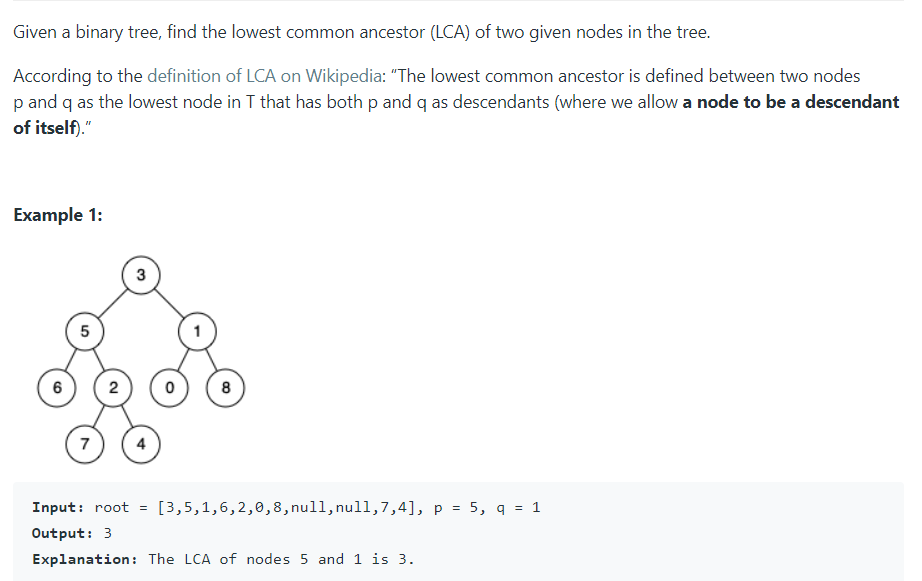 Given a binary tree, find the lowest common ancestor (LCA) of two given nodes in the tree.
According to the definition of LCA on Wikipedia: “The lowest common ancestor is defined between two nodes
p and q as the lowest node in T that has both p and q as descendants (where we allow a node to be a descendant
of itself).”
Example 1:
3
5 1
6 2 0 8
7 4
Input: root = [3,5,1,6,2,0,8,null,null,7,4], p = 5, q = 1
Output: 3
Explanation: The LCA of nodes 5 and 1 is 3.